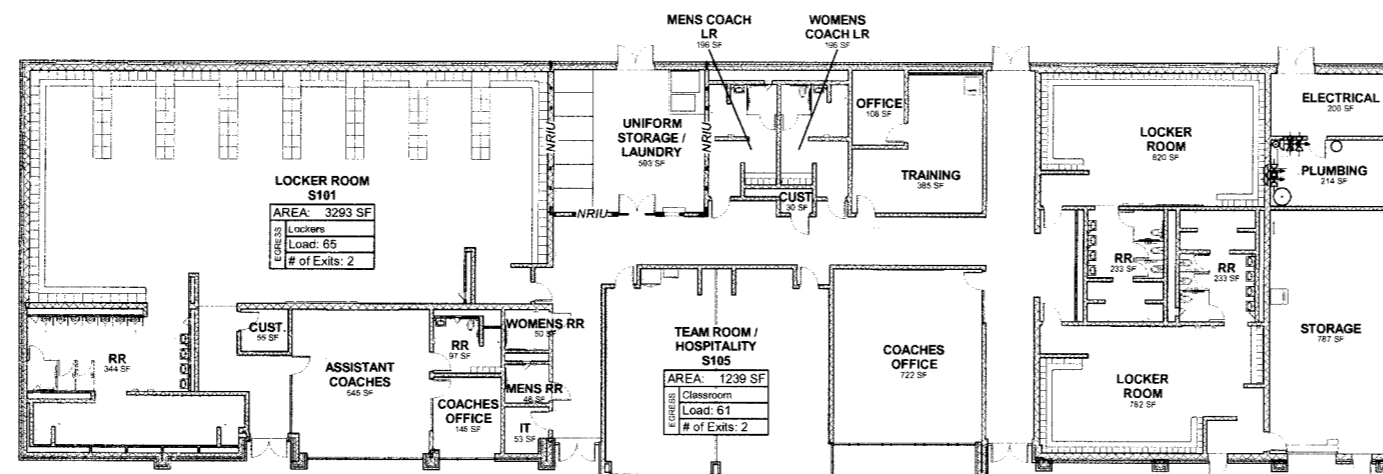 MENS COACH
LR
196 SF
WOMENS
COACH LR
196 SF
LOCKER ROOM
S101
AREA: 3293 SF
EGRESS
Lockers
Load: 65
# of Exits: 2
NRIU
UNIFORM
STORAGE /
LAUNDRY
593 SF
NRIU
NRIU
CUST.
30 SF
OFFICE
108 SF
TRAINING
385 SF
LOCKER
ROOM
820 SF
ELECTRICAL
200 SF
PLUMBING
214 SF
RR
233 SF
RR
233 SF
STORAGE
787 SF
RR
344 SF
CUST.
55 SF
ASSISTANT
COACHES
545 SF
RR
97 SF
COACHES
OFFICE
145 SF
WOMENS RR
50 SF
MENS RR
48 SF
IT
53 SF
TEAM ROOM /
HOSPITALITY
S105
AREA: 1239 SF
EGRESS
Classroom
Load: 61
# of Exits: 2
COACHES
OFFICE
722 SF
LOCKER
ROOM
782 SF